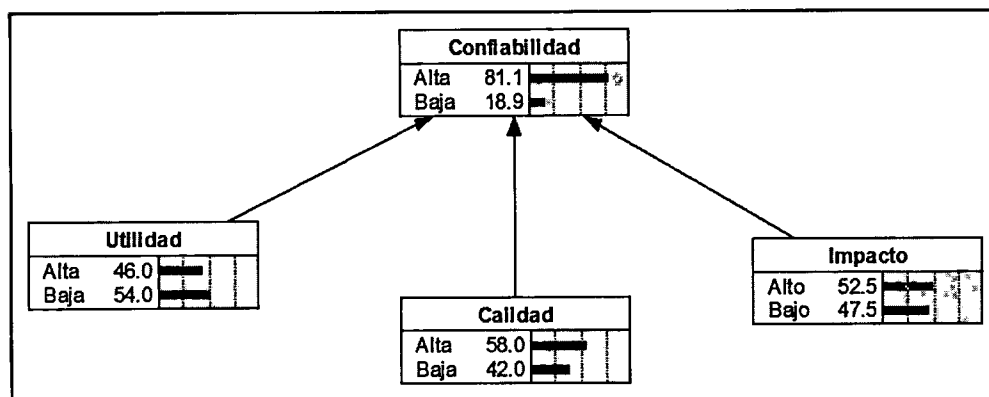 Confiabilidad
Alta 81.1
Baja 18.9
Utilidad
Alta 46.0
Baja 54.0
Calidad
Alta 58.0
Baja 42.0
Impacto
Alto 52.5
Bajo 47.5